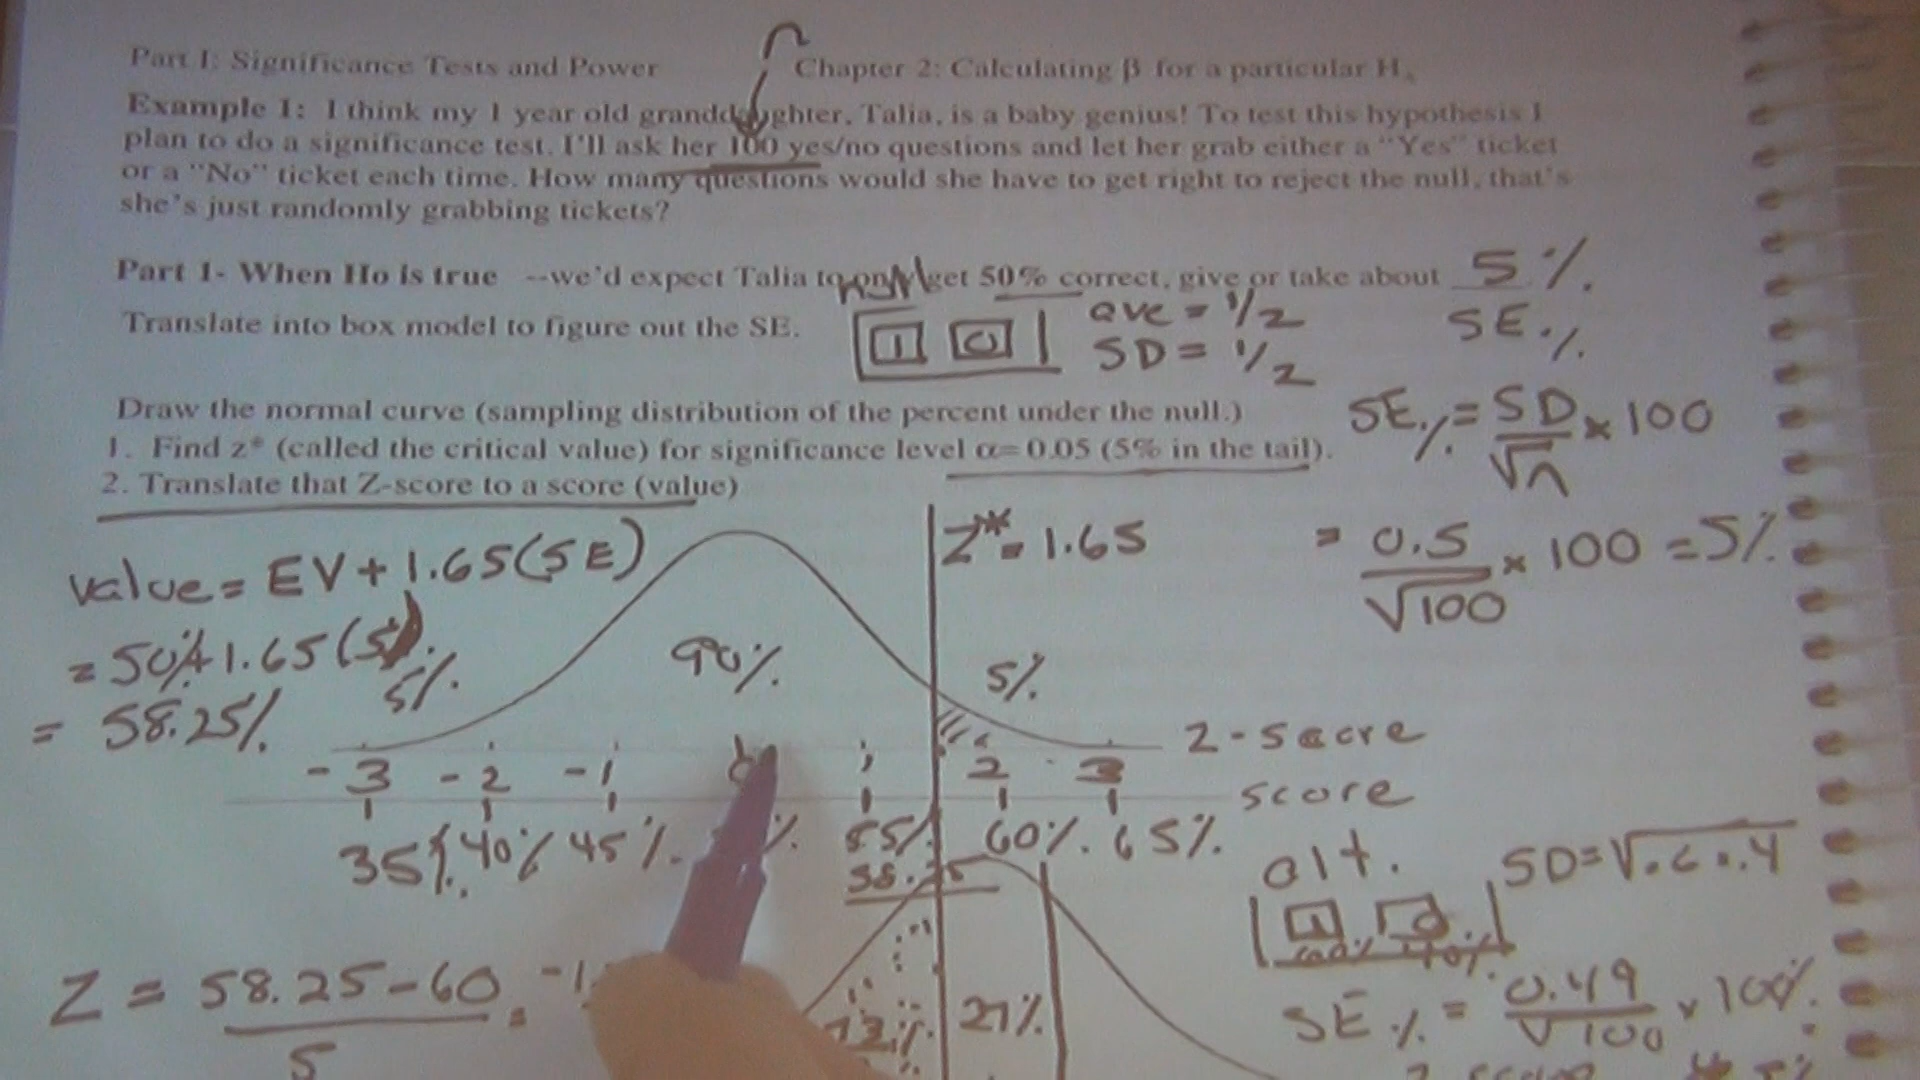 Part I: Significance Tests and Power Chapter 2: Calculating β for a particular H
Example 1: I think my 1 year old granddaughter, Talia, is a baby genius! To test this hypothesis I
plan to do a significance test. I'll ask her 100 yes/no questions and let her grab either a "Yes" ticket
or a "No" ticket each time. How many questions would she have to get right to reject the null, that's
she's just randomly grabbing tickets?
Part 1- When Ho is true --we'd expect Talia to only get 50% correct, give or take about 5%.
SE%
Translate into box model to figure out the SE. 1 0 ave = 1/2
SD = 1/2
Draw the normal curve (sampling distribution of the percent under the null.)
SE% = SD/√n × 100
1. Find z* (called the critical value) for significance level α= 0.05 (5% in the tail).
2. Translate that Z-score to a score (value)
Z* = 1.65
= 0.5/√100 × 100 = 5%
value = EV + 1.65(SE)
= 50% + 1.65(5).
5%
= 58.25%
90% 5%
Z-score
-3 -2 -1 1 2 3
score
35% 40% 45% % 55% 60% 65%
58.25
alt. SD = √.6 × .4
1 0
60% 40%
Z = 58.25 - 60 / 5 = -1
27%
SE% = 0.49/√100 × 100%